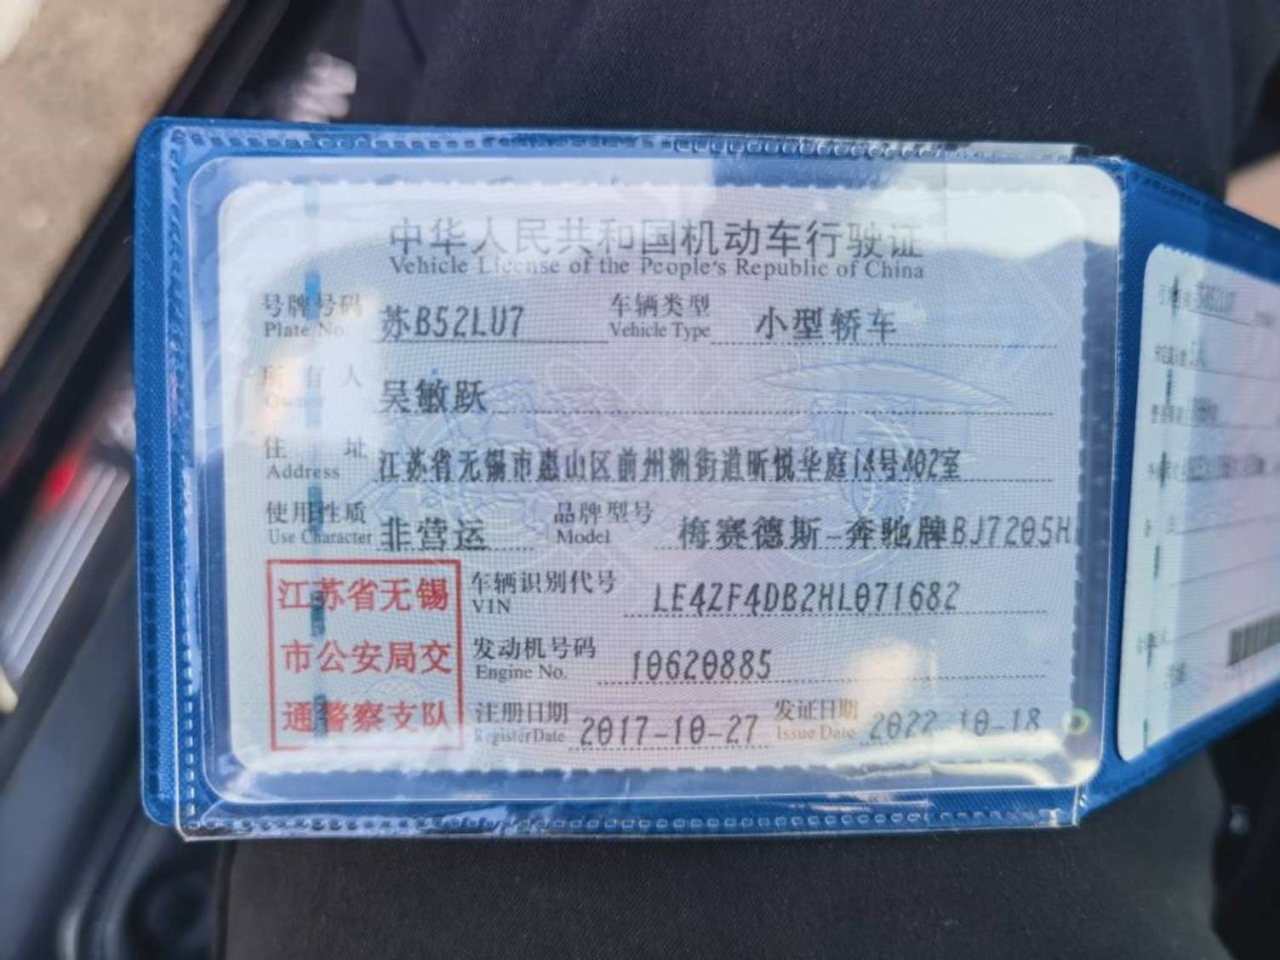 中华人民共和国机动车行驶证
Vehicle License of the People's Republic of China
号牌号码 苏B52LU7 车辆类型 小型轿车
Plate No. Vehicle Type
所有人 吴敏跃
Owner
住址 江苏省无锡市惠山区前州街道昕悦华庭14号402室
Address
使用性质 非营运 品牌型号 梅赛德斯-奔驰牌BJ7205H
Use Character Model
江苏省无锡
市公安局交
通警察支队
车辆识别代号 LE4ZF4DB2HL071682
VIN
发动机号码 10620885
Engine No.
注册日期 2017-10-27 发证日期 2022-10-18
Register Date Issue Date